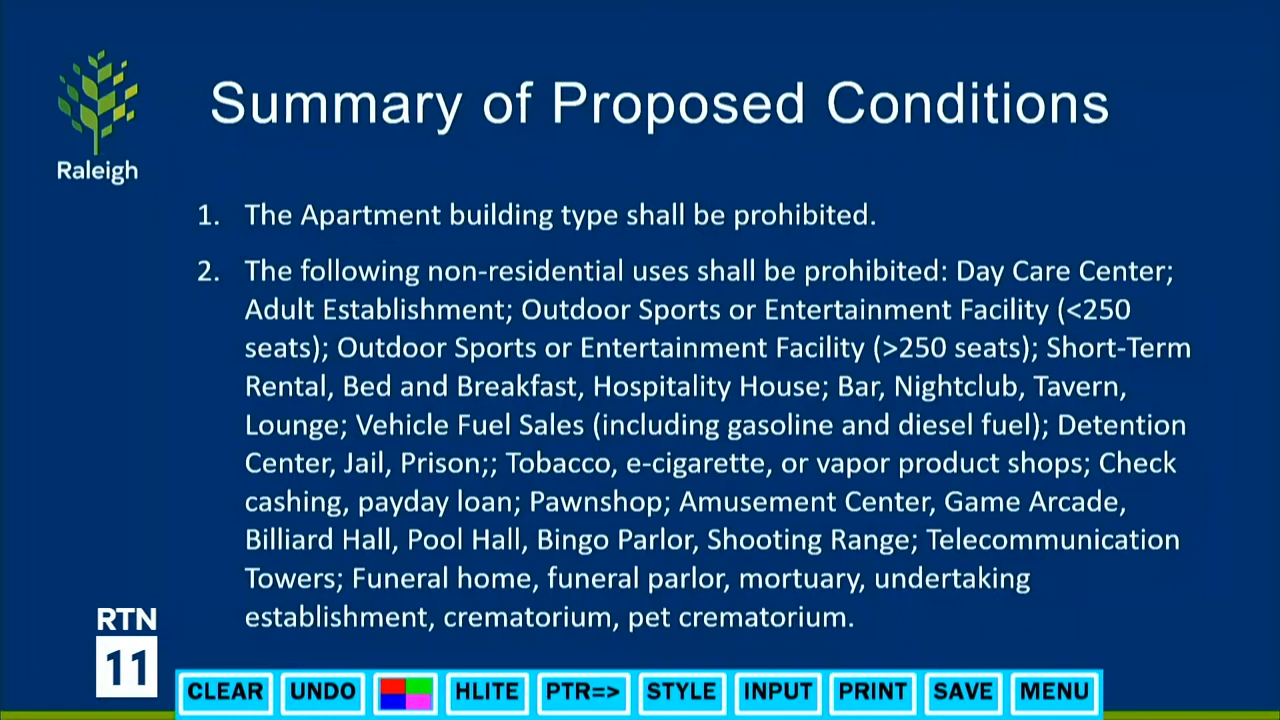 Summary of Proposed Conditions
Raleigh
1. The Apartment building type shall be prohibited.
2. The following non-residential uses shall be prohibited: Day Care Center;
Adult Establishment; Outdoor Sports or Entertainment Facility (<250
seats); Outdoor Sports or Entertainment Facility (>250 seats); Short-Term
Rental, Bed and Breakfast, Hospitality House; Bar, Nightclub, Tavern,
Lounge; Vehicle Fuel Sales (including gasoline and diesel fuel); Detention
Center, Jail, Prison;; Tobacco, e-cigarette, or vapor product shops; Check
cashing, payday loan; Pawnshop; Amusement Center, Game Arcade,
Billiard Hall, Pool Hall, Bingo Parlor, Shooting Range; Telecommunication
Towers; Funeral home, funeral parlor, mortuary, undertaking
establishment, crematorium, pet crematorium.
RTN
11
CLEAR UNDO HLITE PTR=> STYLE INPUT PRINT SAVE MENU